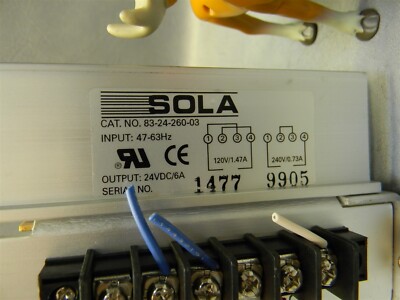 SOLA
CAT. NO. 83-24-260-03
INPUT: 47-63Hz
1 2 3 4
1 2 3 4
120V/1.47A
240V/0.73A
OUTPUT: 24VDC/6A
SERIAL NO. 1477 9905